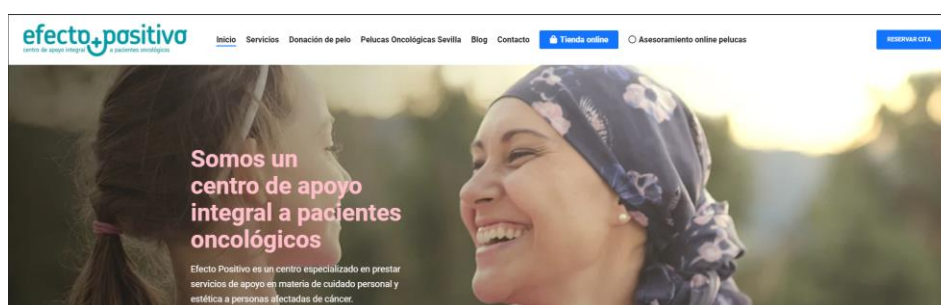 efecto+positivo
centro de apoyo integral a pacientes oncológicos
Inicio Servicios Donación de pelo Pelucas Oncológicas Sevilla Blog Contacto Tienda online Asesoramiento online pelucas RESERVAR CITA
Somos un
centro de apoyo
integral a pacientes
oncológicos
Efecto Positivo es un centro especializado en prestar
servicios de apoyo en materia de cuidado personal y
estética a personas afectadas de cáncer.